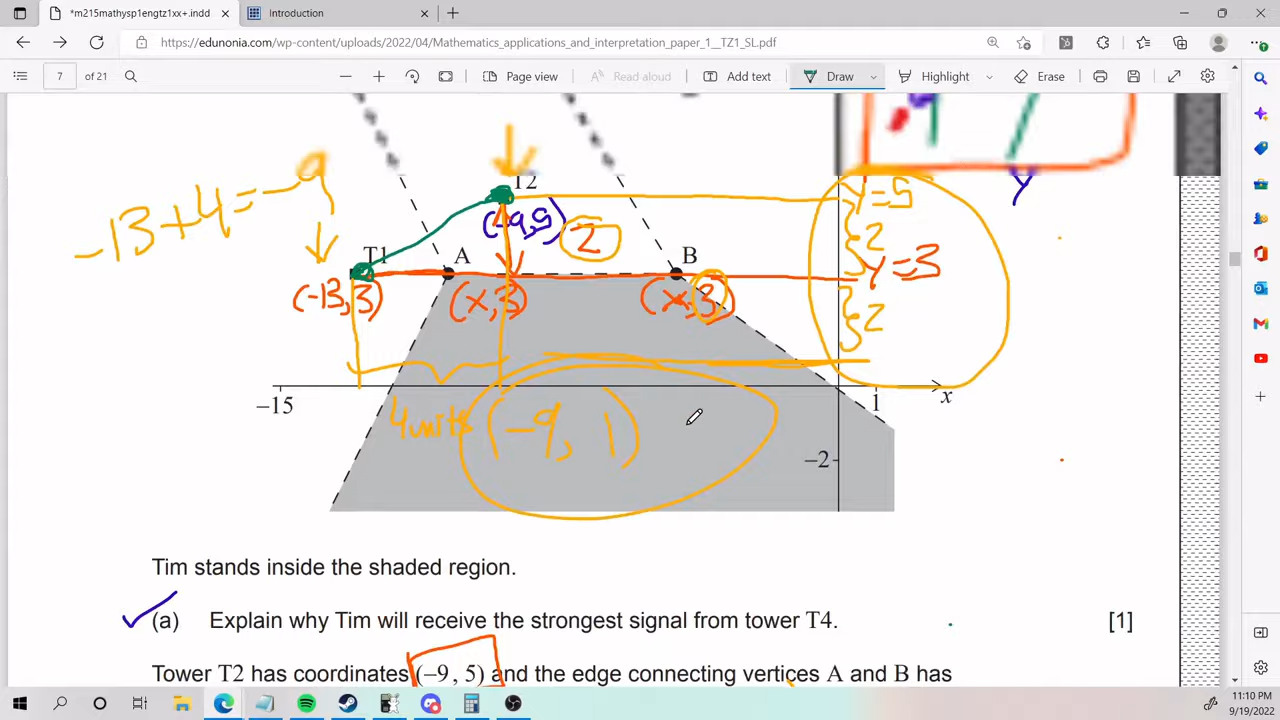 *m215mathysp1engtz1xx+.indd
Introduction
https://edunonia.com/wp-content/uploads/2022/04/Mathematics_applications_and_interpretation_paper_1__TZ1_SL.pdf
7 of 21
Page view
Read aloud
Add text
Draw
Highlight
Erase
-13+4=-9
T2
(-9,5)
2
T1
A
B
(-13,3)
(x,3)
(x,3)
y=5
2
y=3
2
y
-15
4 units
(-9, 1)
1
x
-2
Tim stands inside the shaded region.
(a) Explain why Tim will receive the strongest signal from tower T4. [1]
Tower T2 has coordinates (-9, 5) and the edge connecting vertices A and B has
11:10 PM
9/19/2022